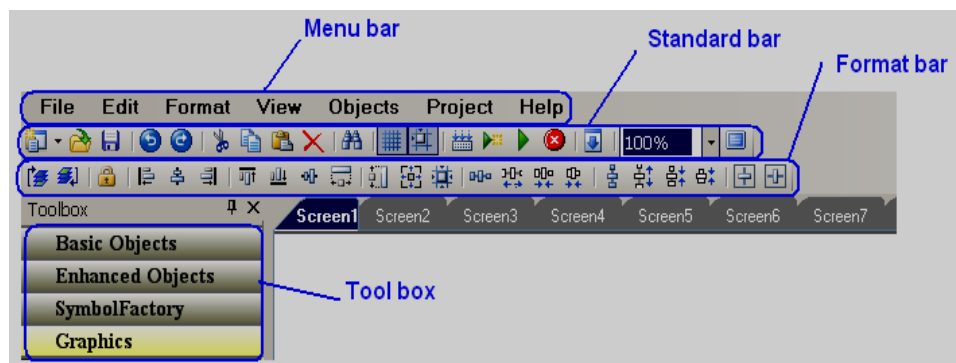 Menu bar
Standard bar
Format bar
File Edit Format View Objects Project Help
100%
Toolbox
Screen1 Screen2 Screen3 Screen4 Screen5 Screen6 Screen7
Basic Objects
Enhanced Objects
SymbolFactory
Graphics
Tool box